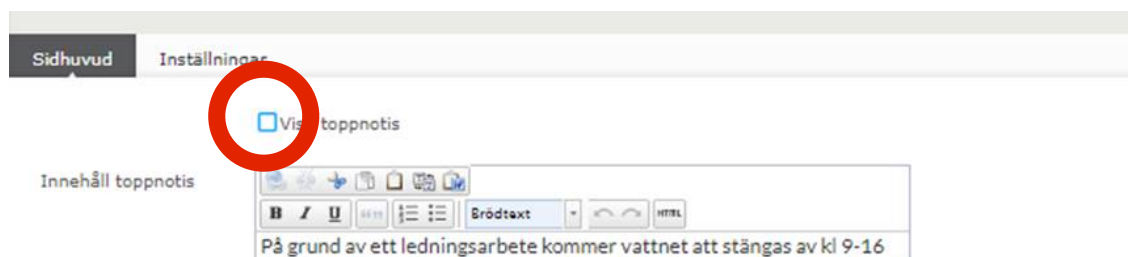 Sidhuvud Inställningar
Visa toppnotis
Innehåll toppnotis
B I U Brödtext HTML
På grund av ett ledningsarbete kommer vattnet att stängas av kl 9-16